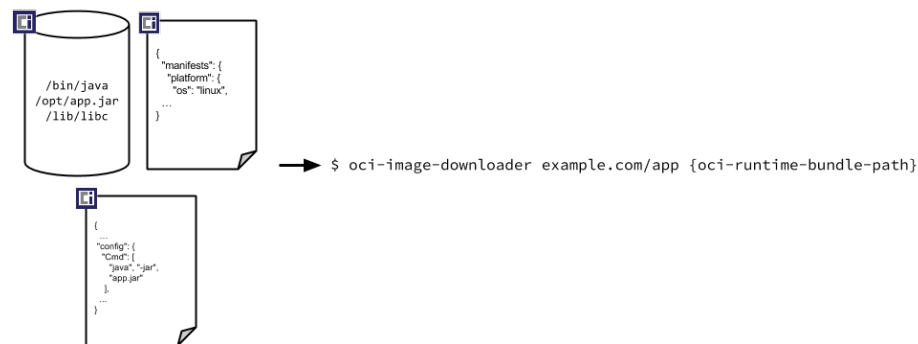 /bin/java
/opt/app.jar
/lib/libc
{
"manifests": {
"platform": {
"os": "linux",
...
}
$ oci-image-downloader example.com/app {oci-runtime-bundle-path}
{
...
"config": {
"Cmd": [
"java", "-jar",
"app.jar"
],
...
}